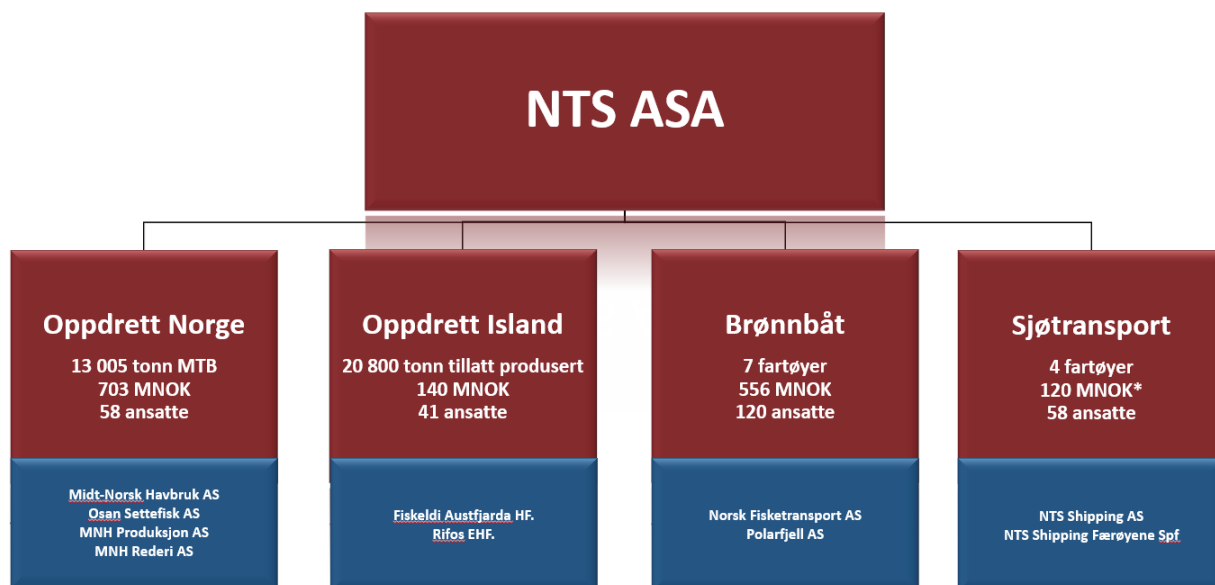 NTS ASA
Oppdrett Norge
13 005 tonn MTB
703 MNOK
58 ansatte
Midt-Norsk Havbruk AS
Osan Settefisk AS
MNH Produksjon AS
MNH Rederi AS
Oppdrett Island
20 800 tonn tillatt produsert
140 MNOK
41 ansatte
Fiskeldi Austfjarda HF.
Rifos EHF.
Brønnbåt
7 fartøyer
556 MNOK
120 ansatte
Norsk Fisketransport AS
Polarfjell AS
Sjøtransport
4 fartøyer
120 MNOK*
58 ansatte
NTS Shipping AS
NTS Shipping Færøyene Spf